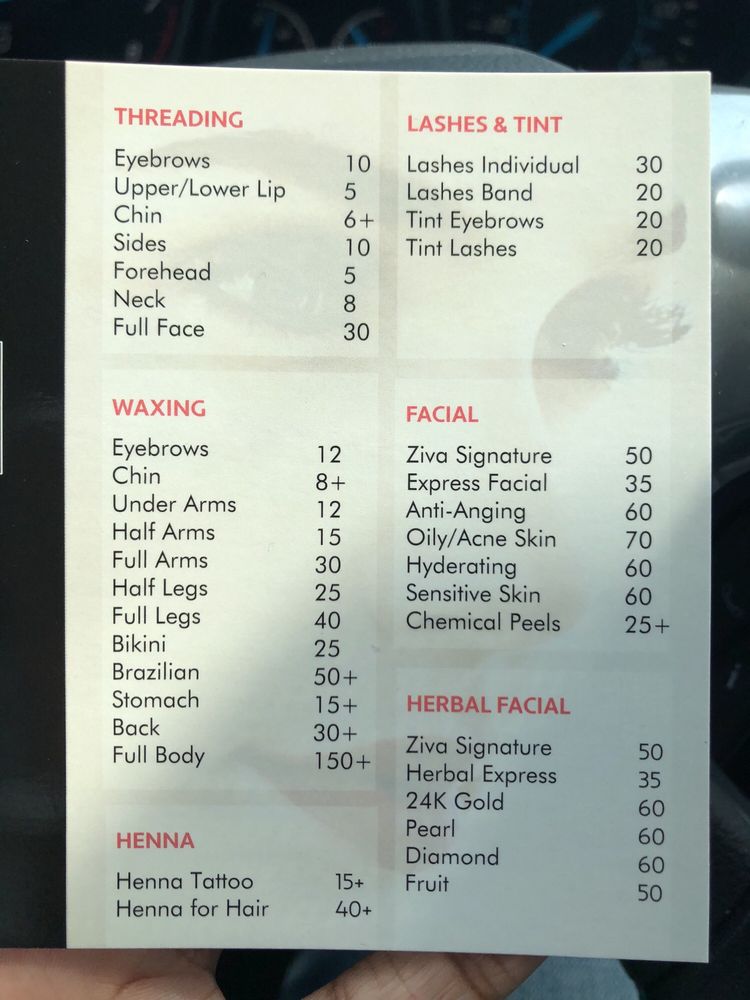 THREADING
Eyebrows 10
Upper/Lower Lip 5
Chin 6+
Sides 10
Forehead 5
Neck 8
Full Face 30
WAXING
Eyebrows 12
Chin 8+
Under Arms 12
Half Arms 15
Full Arms 30
Half Legs 25
Full Legs 40
Bikini 25
Brazilian 50+
Stomach 15+
Back 30+
Full Body 150+
HENNA
Henna Tattoo 15+
Henna for Hair 40+
LASHES & TINT
Lashes Individual 30
Lashes Band 20
Tint Eyebrows 20
Tint Lashes 20
FACIAL
Ziva Signature 50
Express Facial 35
Anti-Anging 60
Oily/Acne Skin 70
Hyderating 60
Sensitive Skin 60
Chemical Peels 25+
HERBAL FACIAL
Ziva Signature 50
Herbal Express 35
24K Gold 60
Pearl 60
Diamond 60
Fruit 50